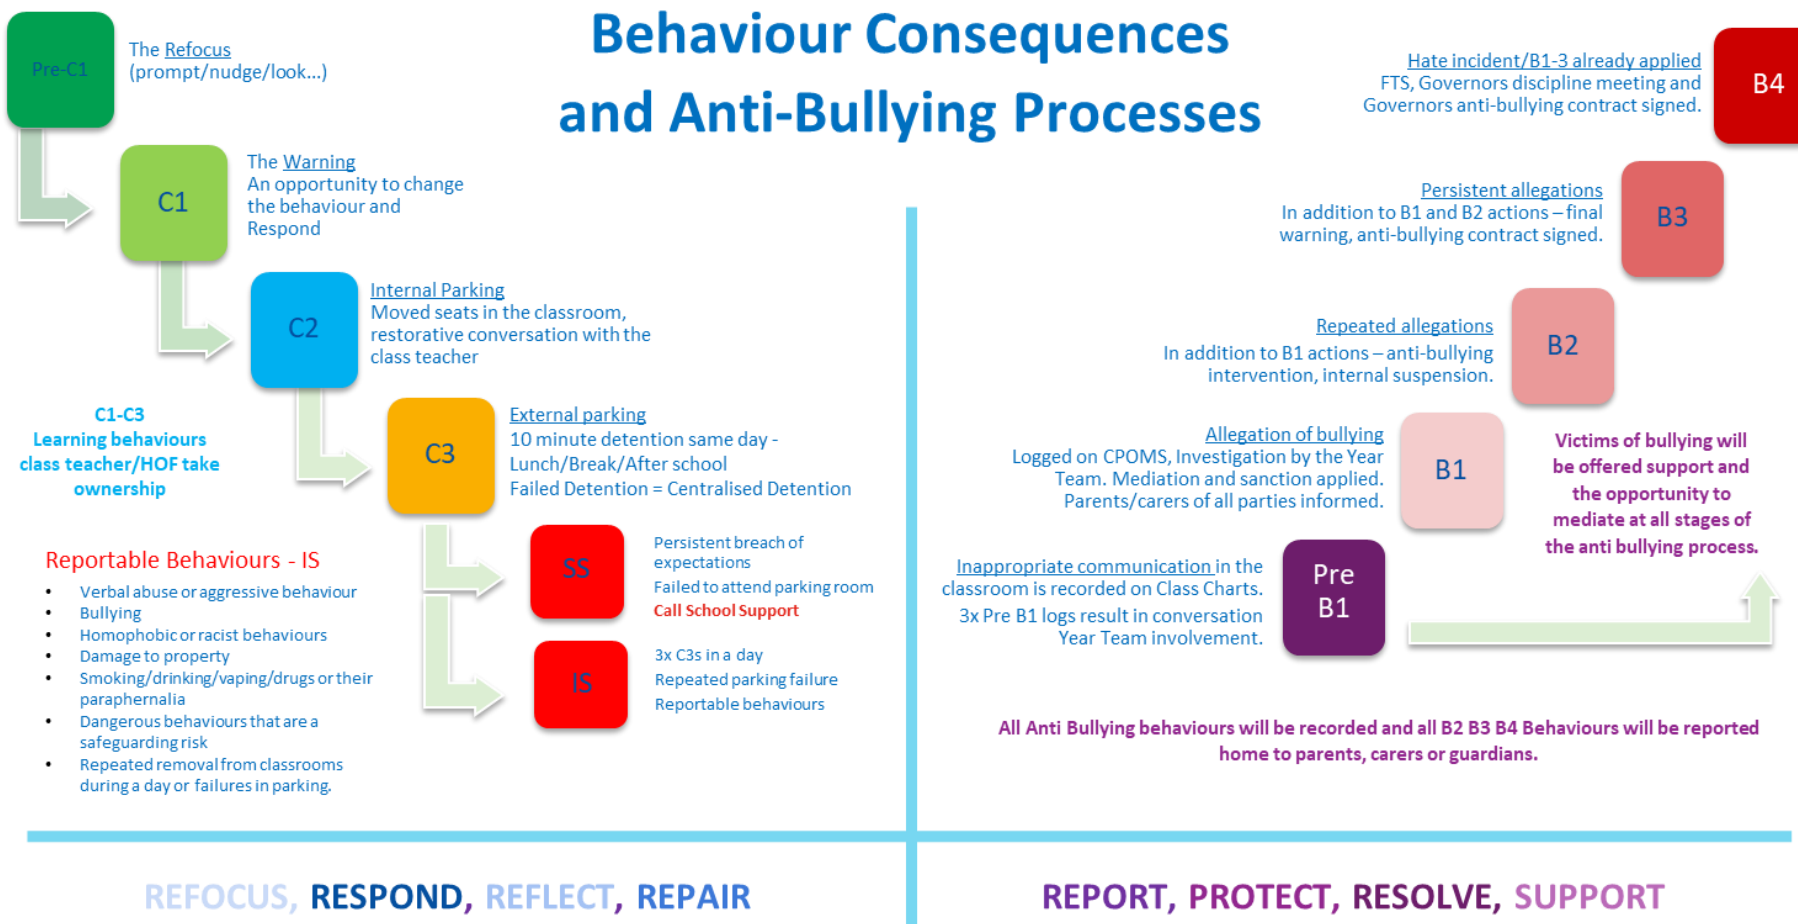 Behaviour Consequences
and Anti-Bullying Processes
Pre-C1
The Refocus
(prompt/nudge/look...)
C1
The Warning
An opportunity to change
the behaviour and
Respond
C2
Internal Parking
Moved seats in the classroom,
restorative conversation with the
class teacher
C3
External parking
10 minute detention same day -
Lunch/Break/After school
Failed Detention = Centralised Detention
C1-C3
Learning behaviours
class teacher/HOF take
ownership
SS
Persistent breach of
expectations
Failed to attend parking room
Call School Support
IS
3x C3s in a day
Repeated parking failure
Reportable behaviours
Reportable Behaviours - IS
• Verbal abuse or aggressive behaviour
• Bullying
• Homophobic or racist behaviours
• Damage to property
• Smoking/drinking/vaping/drugs or their
paraphernalia
• Dangerous behaviours that are a
safeguarding risk
• Repeated removal from classrooms
during a day or failures in parking.
REFOCUS, RESPOND, REFLECT, REPAIR
Hate incident/B1-3 already applied
FTS, Governors discipline meeting and
Governors anti-bullying contract signed.
B4
Persistent allegations
In addition to B1 and B2 actions – final
warning, anti-bullying contract signed.
B3
Repeated allegations
In addition to B1 actions – anti-bullying
intervention, internal suspension.
B2
Allegation of bullying
Logged on CPOMS, Investigation by the Year
Team. Mediation and sanction applied.
Parents/carers of all parties informed.
B1
Victims of bullying will
be offered support and
the opportunity to
mediate at all stages of
the anti bullying process.
Inappropriate communication in the
classroom is recorded on Class Charts.
3x Pre B1 logs result in conversation
Year Team involvement.
Pre
B1
All Anti Bullying behaviours will be recorded and all B2 B3 B4 Behaviours will be reported
home to parents, carers or guardians.
REPORT, PROTECT, RESOLVE, SUPPORT